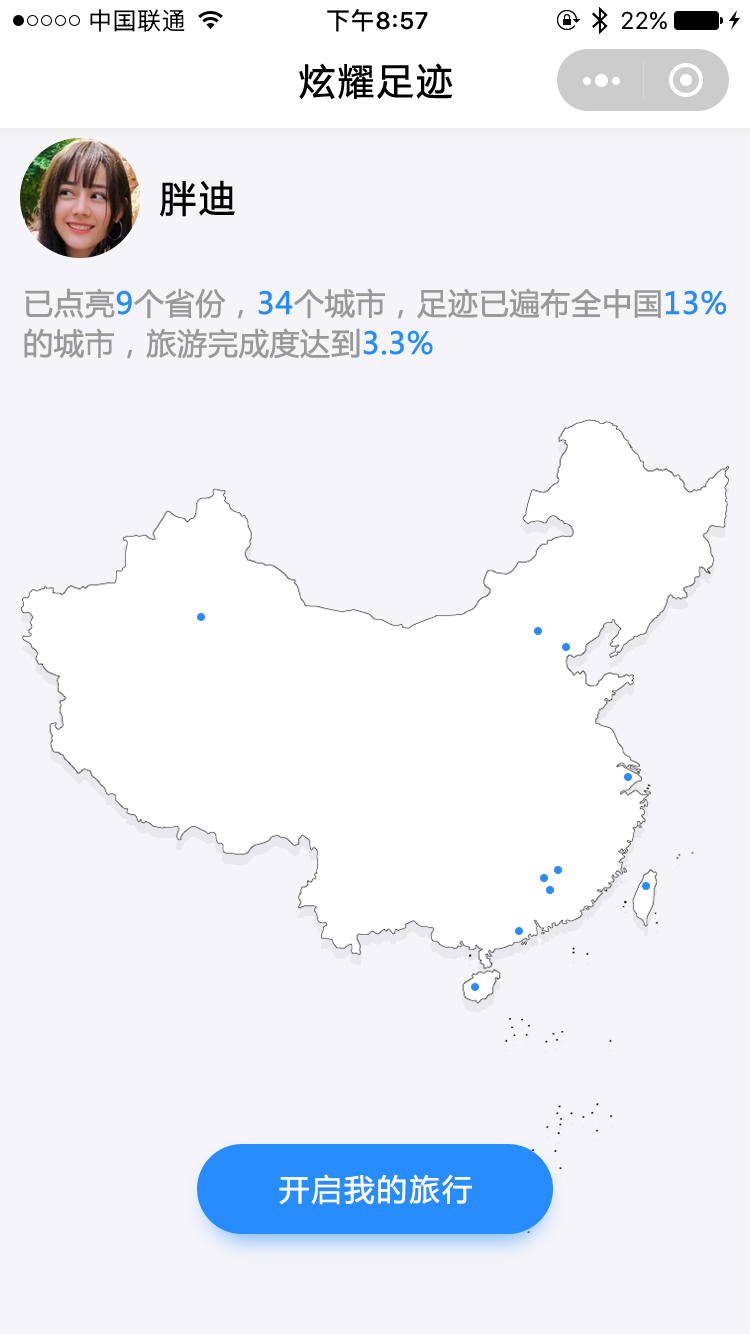 中国联通 下午8:57 22%
炫耀足迹
胖迪
已点亮9个省份，34个城市，足迹已遍布全中国13%
的城市，旅游完成度达到3.3%
开启我的旅行